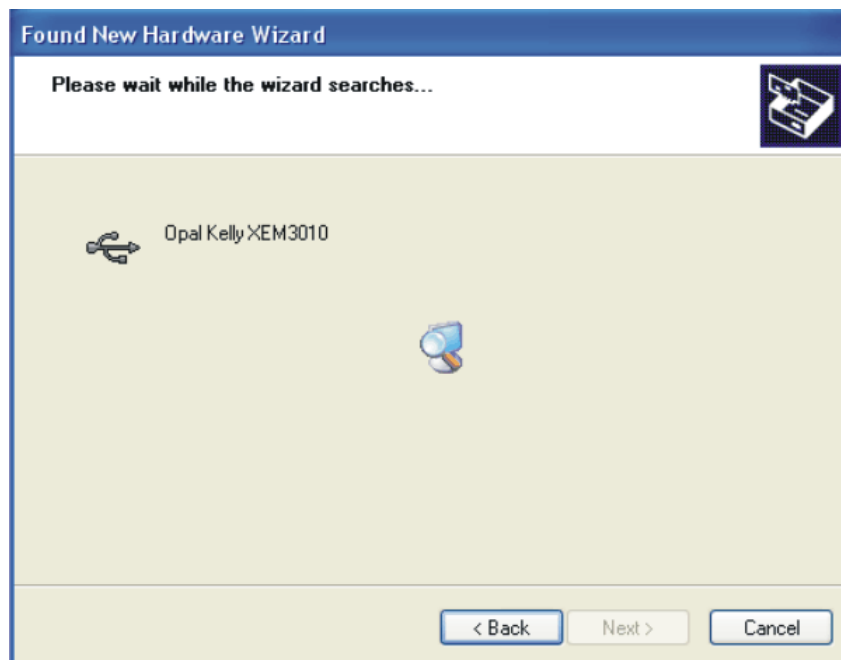 Found New Hardware Wizard
Please wait while the wizard searches...
Opal Kelly XEM3010
< Back Next > Cancel